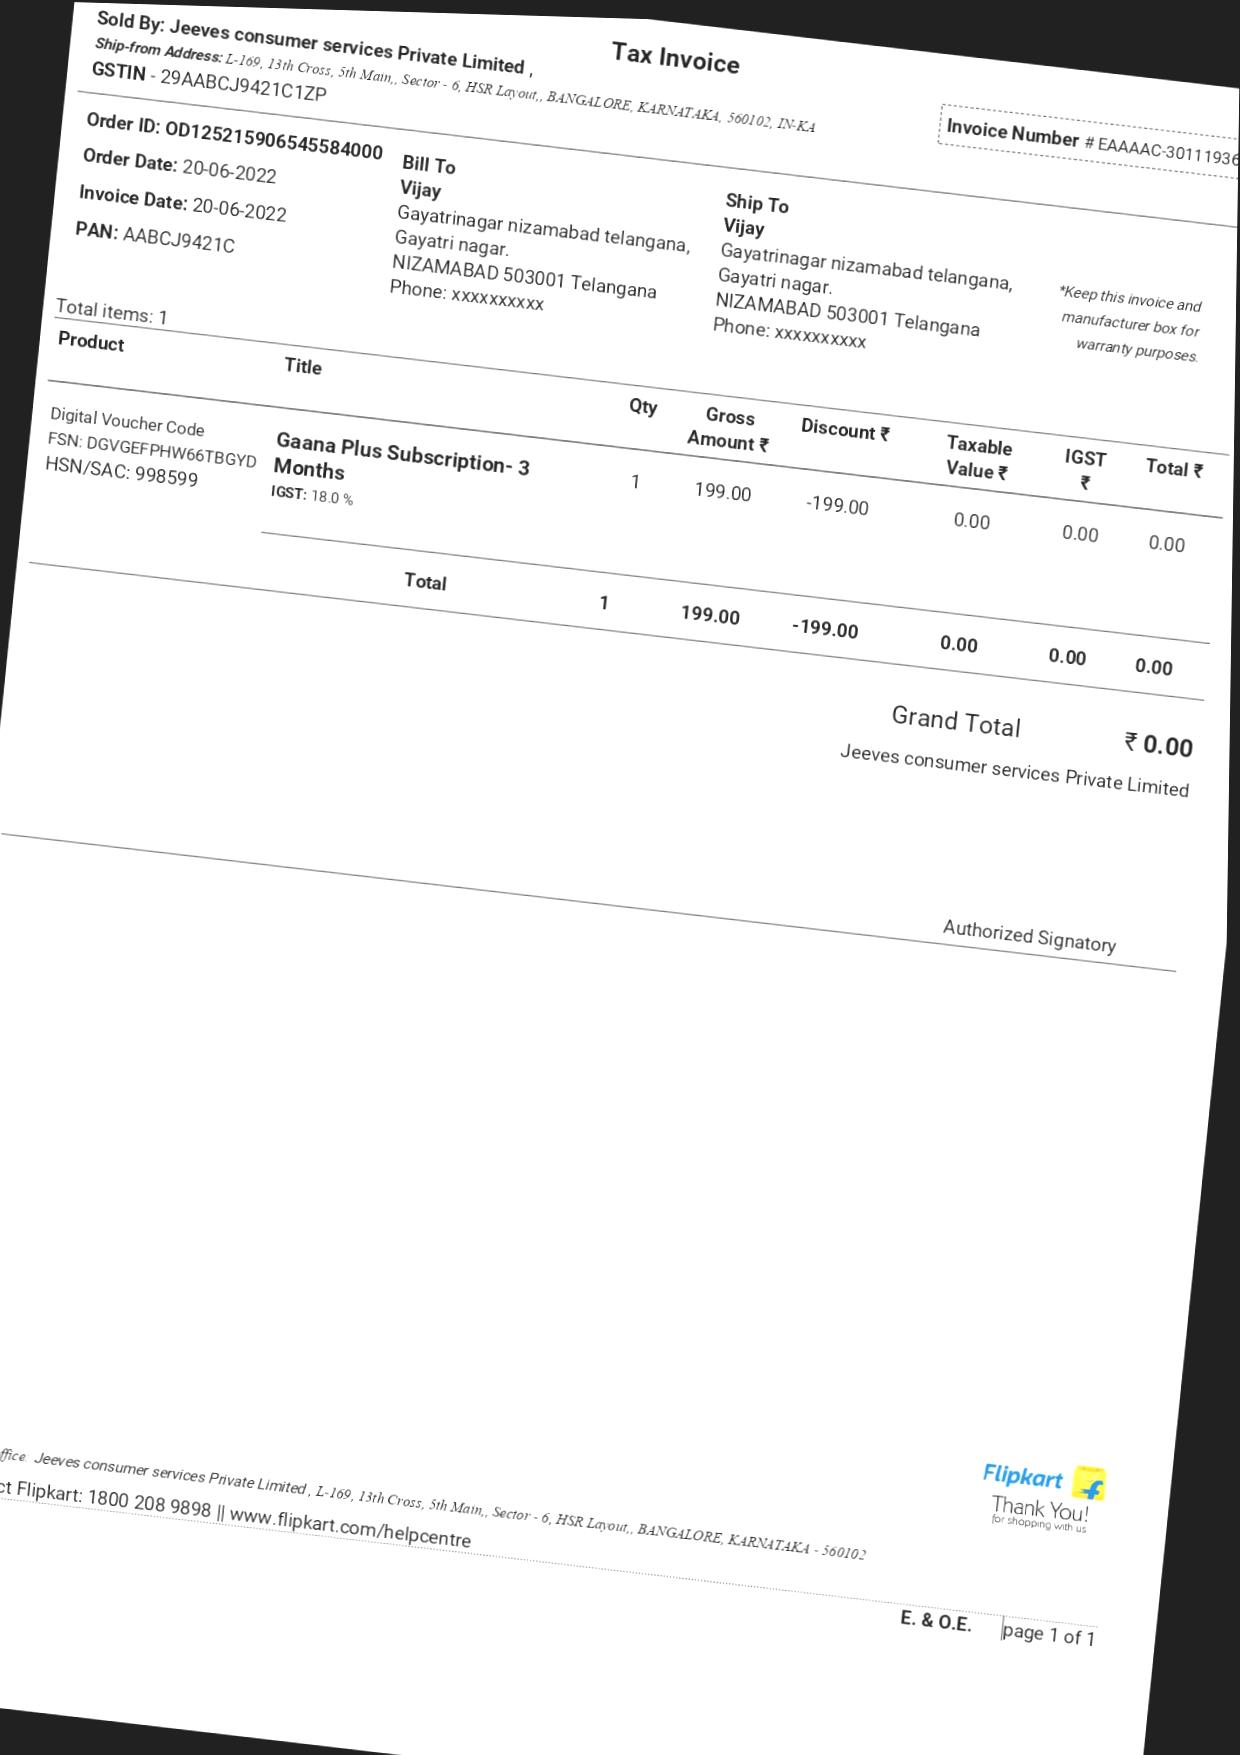 Tax Invoice
Sold By: Jeeves consumer services Private Limited ,
Ship-from Address: L-169, 13th Cross, 5th Main,, Sector - 6, HSR Layout,, BANGALORE, KARNATAKA, 560102, IN-KA
GSTIN - 29AABCJ9421C1ZP
Invoice Number # EAAAAC-30111936
Order ID: OD125215906545584000
Order Date: 20-06-2022
Invoice Date: 20-06-2022
PAN: AABCJ9421C
Bill To
Vijay
Gayatrinagar nizamabad telangana,
Gayatri nagar.
NIZAMABAD 503001 Telangana
Phone: xxxxxxxxxx
Ship To
Vijay
Gayatrinagar nizamabad telangana,
Gayatri nagar.
NIZAMABAD 503001 Telangana
Phone: xxxxxxxxxx
*Keep this invoice and
manufacturer box for
warranty purposes.
Total items: 1
Product Title Qty Gross Amount ₹ Discount ₹ Taxable Value ₹ IGST ₹ Total ₹
Digital Voucher Code
FSN: DGVGEFPHW66TBGYD
HSN/SAC: 998599
Gaana Plus Subscription- 3
Months
IGST: 18.0 %
1 199.00 -199.00 0.00 0.00 0.00
Total 1 199.00 -199.00 0.00 0.00 0.00
Grand Total ₹ 0.00
Jeeves consumer services Private Limited
Authorized Signatory
Flipkart
Thank You!
for shopping with us
ffice Jeeves consumer services Private Limited , L-169, 13th Cross, 5th Main,, Sector - 6, HSR Layout,, BANGALORE, KARNATAKA - 560102
ct Flipkart: 1800 208 9898 || www.flipkart.com/helpcentre
E. & O.E. page 1 of 1